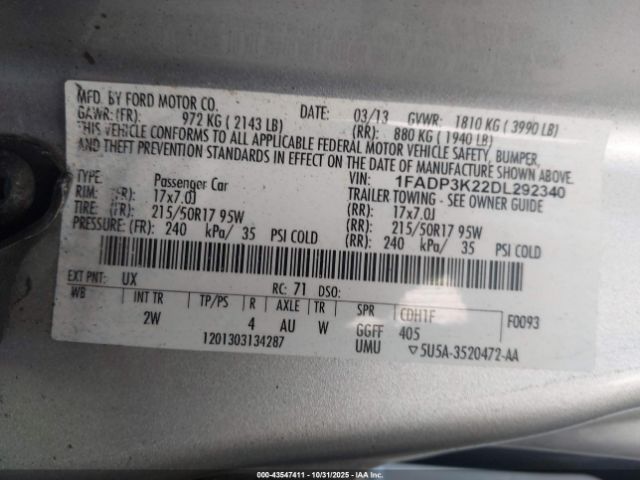 MFD. BY FORD MOTOR CO. DATE: 03/13 GVWR: 1810 KG ( 3990 LB)
GAWR:(FR): 972 KG ( 2143 LB) (RR): 880 KG ( 1940 LB)
THIS VEHICLE CONFORMS TO ALL APPLICABLE FEDERAL MOTOR VEHICLE SAFETY, BUMPER,
AND THEFT PREVENTION STANDARDS IN EFFECT ON THE DATE OF MANUFACTURE SHOWN ABOVE.
VIN: 1FADP3K22DL292340
TYPE: Passenger Car TRAILER TOWING - SEE OWNER GUIDE
RIM: (FR): 17x7.0J (RR): 17x7.0J
TIRE: (FR): 215/50R17 95W (RR): 215/50R17 95W
PRESSURE: (FR): 240 kPa/ 35 PSI COLD (RR): 240 kPa/ 35 PSI COLD
EXT PNT: UX RC: 71 DSO:
WB INT TR TP/PS R AXLE TR SPR CDH1F F0093
2W 4 AU W GGFF 405
1201303134287 UMU ▽5U5A-3520472-AA
000-43547411 - 10/31/2025 - IAAI.COM